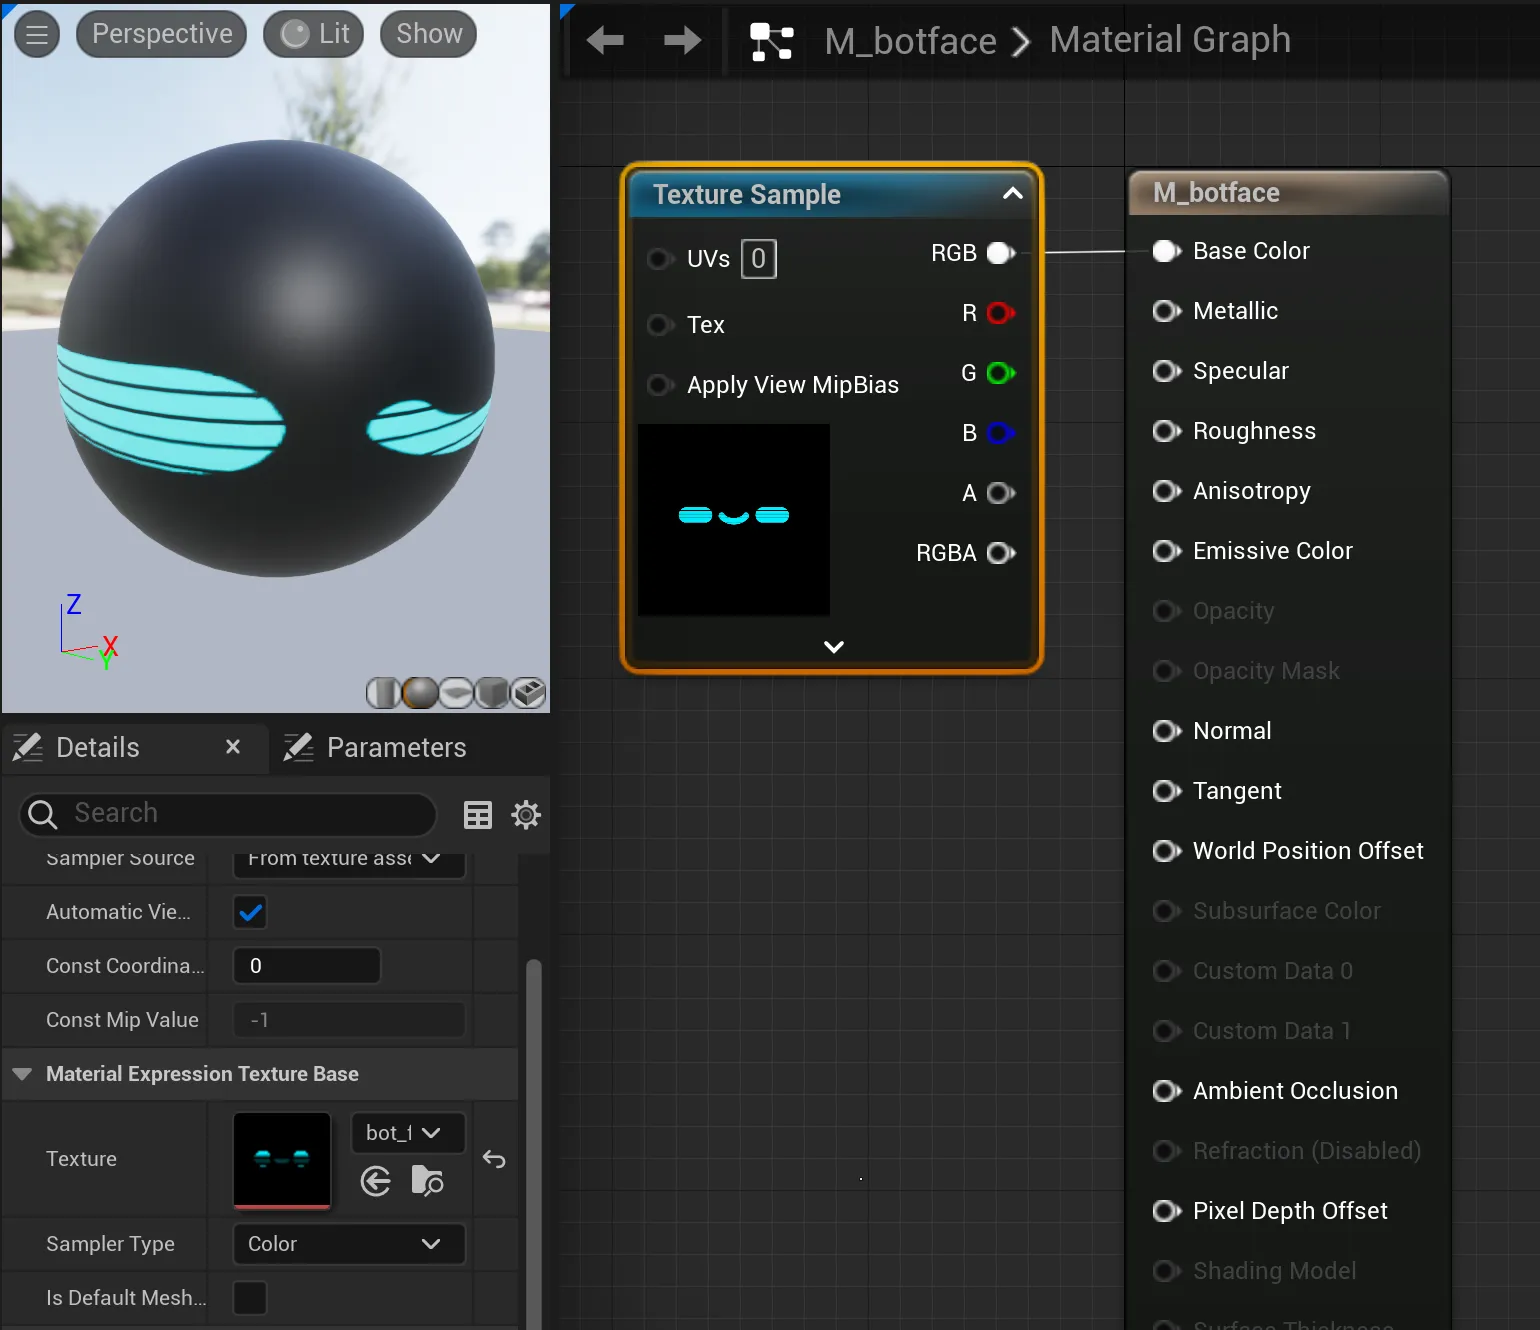 Perspective
Lit
Show
M_botface
Material Graph
Texture Sample
UVs
0
Tex
Apply View MipBias
RGB
R
G
B
A
RGBA
M_botface
Base Color
Metallic
Specular
Roughness
Anisotropy
Emissive Color
Opacity
Opacity Mask
Normal
Tangent
World Position Offset
Subsurface Color
Custom Data 0
Custom Data 1
Ambient Occlusion
Refraction (Disabled)
Pixel Depth Offset
Shading Model
Surface Thickness
Z
X
Y
Details
Parameters
Search
Sampler Source
From texture asse
Automatic Vie...
Const Coordina...
0
Const Mip Value
-1
Material Expression Texture Base
Texture
bot_f
Sampler Type
Color
Is Default Mesh...